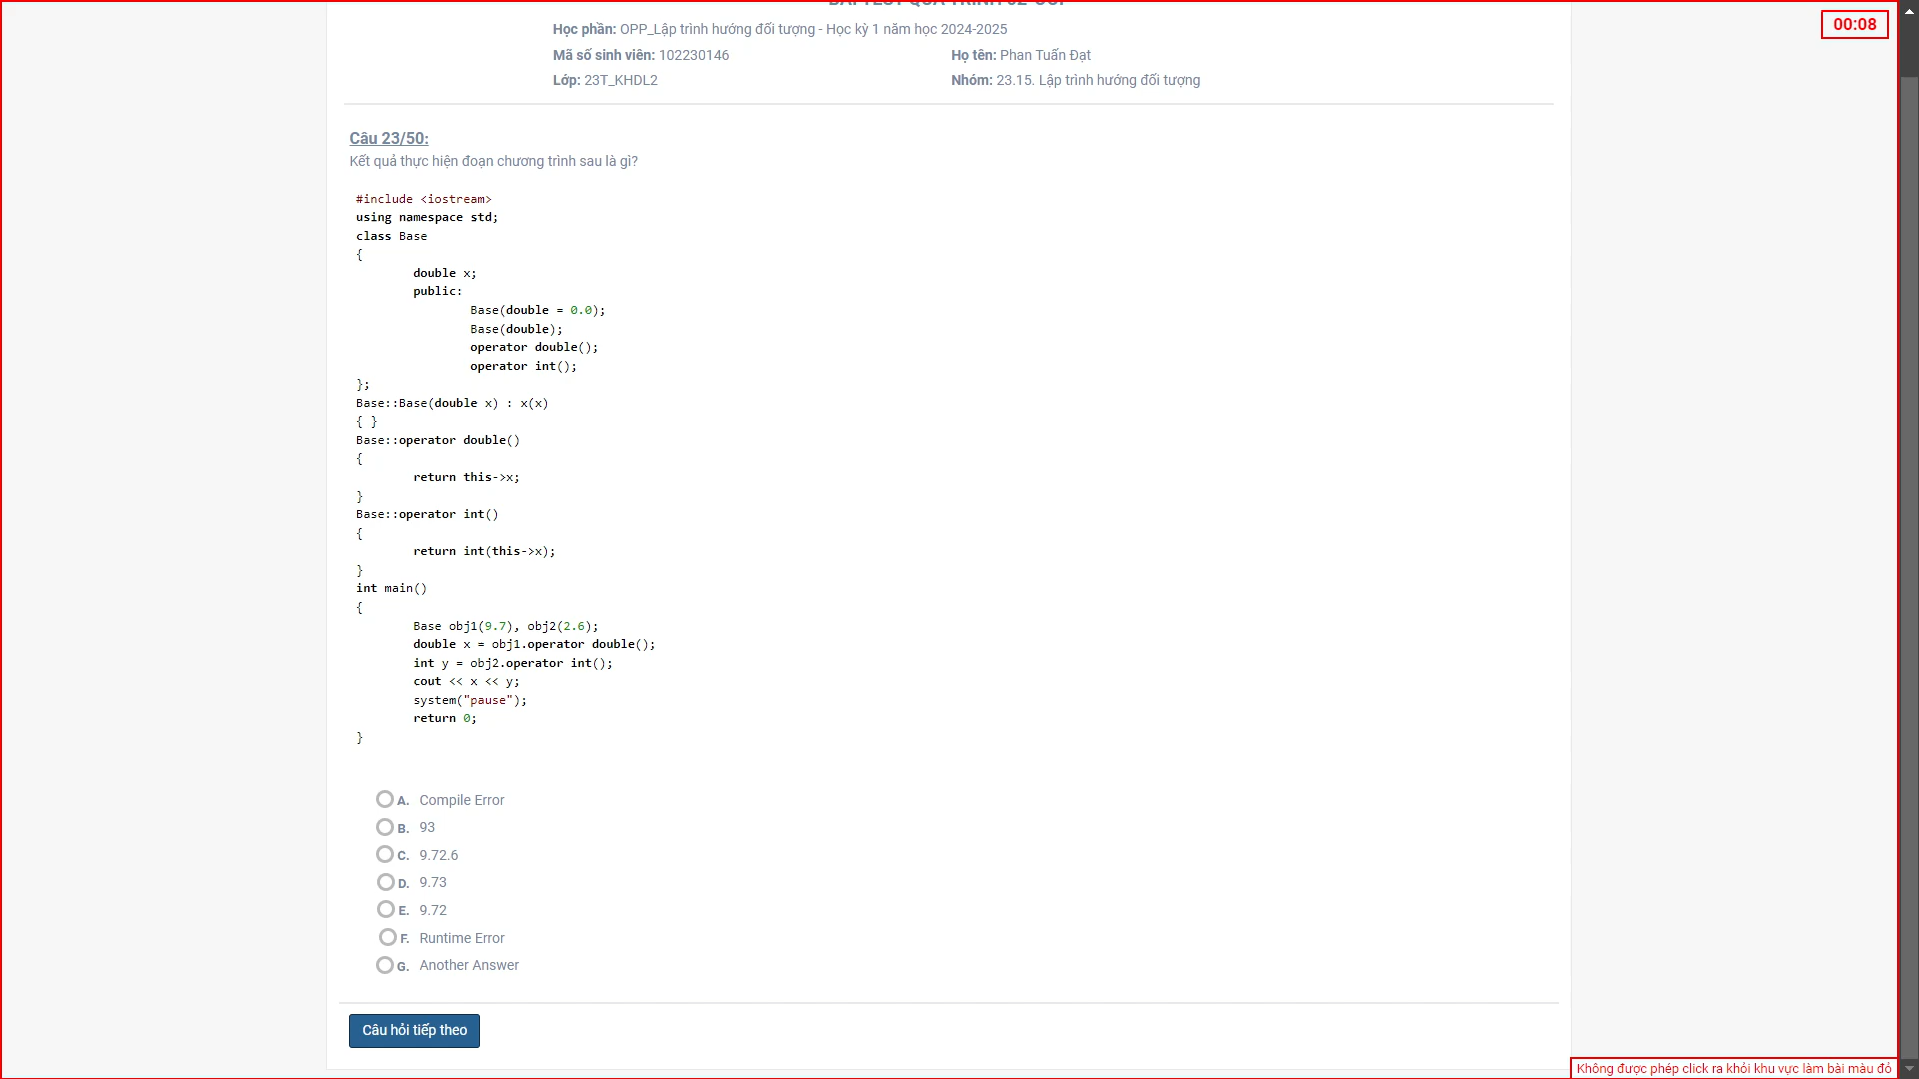 00:08
Học phần: OPP_Lập trình hướng đối tượng - Học kỳ 1 năm học 2024-2025
Mã số sinh viên: 102230146 Họ tên: Phan Tuấn Đạt
Lớp: 23T_KHDL2 Nhóm: 23.15. Lập trình hướng đối tượng
Câu 23/50:
Kết quả thực hiện đoạn chương trình sau là gì?
#include <iostream>
using namespace std;
class Base
{
double x;
public:
Base(double = 0.0);
Base(double);
operator double();
operator int();
};
Base::Base(double x) : x(x)
{ }
Base::operator double()
{
return this->x;
}
Base::operator int()
{
return int(this->x);
}
int main()
{
Base obj1(9.7), obj2(2.6);
double x = obj1.operator double();
int y = obj2.operator int();
cout << x << y;
system("pause");
return 0;
}
A. Compile Error
B. 93
C. 9.72.6
D. 9.73
E. 9.72
F. Runtime Error
G. Another Answer
Câu hỏi tiếp theo
Không được phép click ra khỏi khu vực làm bài màu đỏ